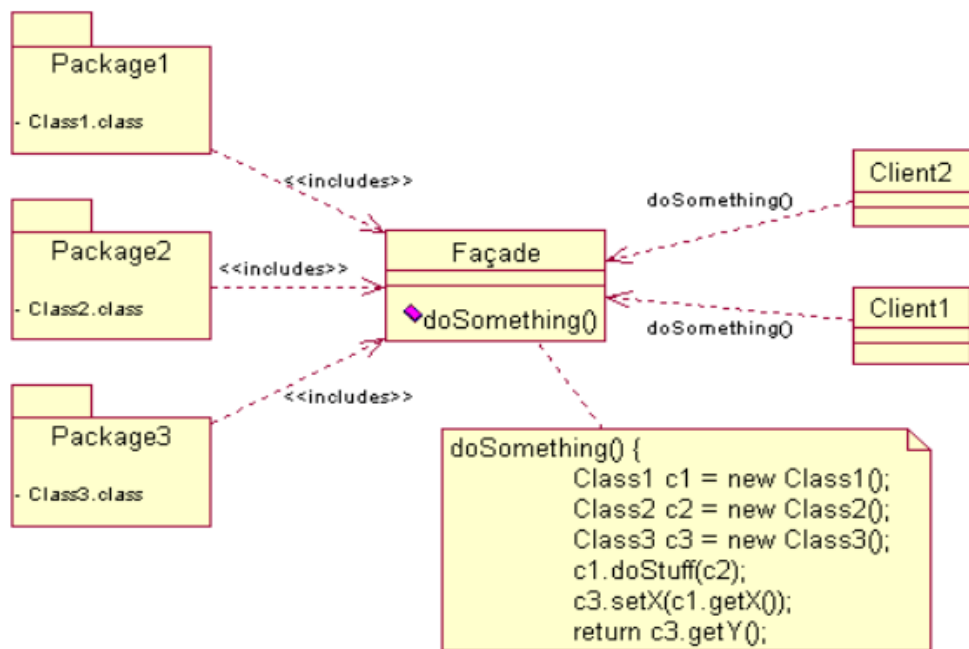 Package1
- Class1.class
<<includes>>
Package2
- Class2.class
<<includes>>
Package3
- Class3.class
<<includes>>
Façade
doSomething()
Client2
doSomething()
Client1
doSomething()
doSomething() {
Class1 c1 = new Class1();
Class2 c2 = new Class2();
Class3 c3 = new Class3();
c1.doStuff(c2);
c3.setX(c1.getX());
return c3.getY();